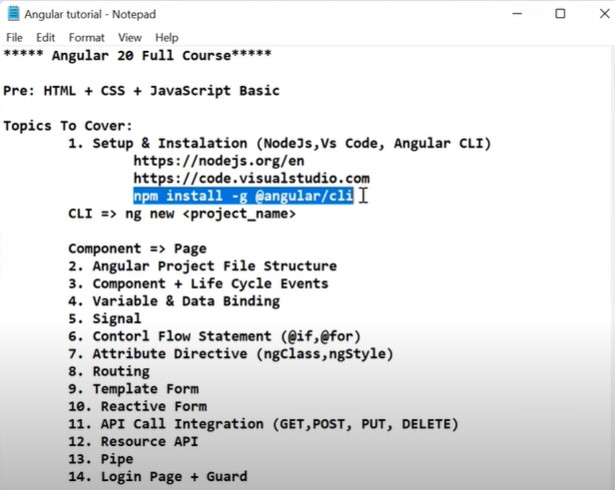 Angular tutorial - Notepad
File Edit Format View Help
***** Angular 20 Full Course*****
Pre: HTML + CSS + JavaScript Basic
Topics To Cover:
1. Setup & Instalation (NodeJs,Vs Code, Angular CLI)
https://nodejs.org/en
https://code.visualstudio.com
npm install -g @angular/cli
CLI => ng new <project_name>
Component => Page
2. Angular Project File Structure
3. Component + Life Cycle Events
4. Variable & Data Binding
5. Signal
6. Contorl Flow Statement (@if,@for)
7. Attribute Directive (ngClass,ngStyle)
8. Routing
9. Template Form
10. Reactive Form
11. API Call Integration (GET,POST, PUT, DELETE)
12. Resource API
13. Pipe
14. Login Page + Guard